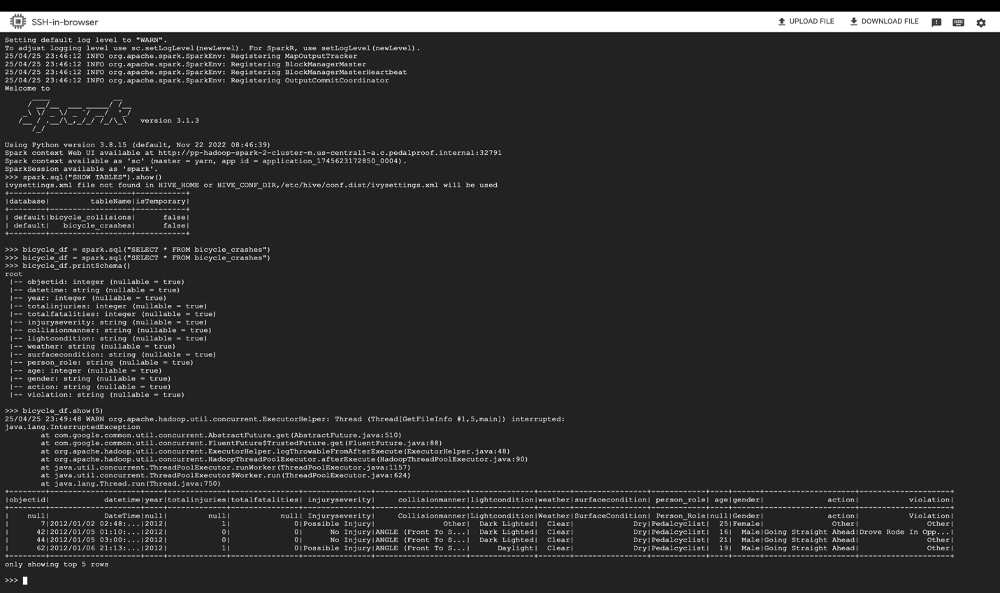 SSH-in-browser
UPLOAD FILE
DOWNLOAD FILE
Setting default log level to "WARN".
To adjust logging level use sc.setLogLevel(newLevel). For SparkR, use setLogLevel(newLevel).
25/04/25 23:46:12 INFO org.apache.spark.SparkEnv: Registering MapOutputTracker
25/04/25 23:46:12 INFO org.apache.spark.SparkEnv: Registering BlockManagerMaster
25/04/25 23:46:12 INFO org.apache.spark.SparkEnv: Registering BlockManagerMasterHeartbeat
25/04/25 23:46:12 INFO org.apache.spark.SparkEnv: Registering OutputCommitCoordinator
Welcome to
      ____              __
     / __/__  ___ _____/ /__
    _\ \/ _ \/ _ `/ __/  '_/
   /__ / .__/\_,_/_/ /_/\_\   version 3.1.3
      /_/
Using Python version 3.8.15 (default, Nov 22 2022 08:46:39)
Spark context Web UI available at http://pp-hadoop-spark-2-cluster-m.us-central1-a.c.pedalproof.internal:32791
Spark context available as 'sc' (master = yarn, app id = application_1745623172850_0004).
SparkSession available as 'spark'.
>>> spark.sql("SHOW TABLES").show()
ivysettings.xml file not found in HIVE_HOME or HIVE_CONF_DIR,/etc/hive/conf.dist/ivysettings.xml will be used
+--------+------------------+-----------+
|database|         tableName|isTemporary|
+--------+------------------+-----------+
| default|bicycle_collisions|      false|
| default|   bicycle_crashes|      false|
+--------+------------------+-----------+
>>> bicycle_df = spark.sql("SELECT * FROM bicycle_crashes")
>>> bicycle_df = spark.sql("SELECT * FROM bicycle_crashes")
>>> bicycle_df.printSchema()
root
 |-- objectid: integer (nullable = true)
 |-- datetime: string (nullable = true)
 |-- year: integer (nullable = true)
 |-- totalinjuries: integer (nullable = true)
 |-- totalfatalities: integer (nullable = true)
 |-- injuryseverity: string (nullable = true)
 |-- collisionmanner: string (nullable = true)
 |-- lightcondition: string (nullable = true)
 |-- weather: string (nullable = true)
 |-- surfacecondition: string (nullable = true)
 |-- person_role: string (nullable = true)
 |-- age: integer (nullable = true)
 |-- gender: string (nullable = true)
 |-- action: string (nullable = true)
 |-- violation: string (nullable = true)
>>> bicycle_df.show(5)
25/04/25 23:49:48 WARN org.apache.hadoop.util.concurrent.ExecutorHelper: Thread (Thread[GetFileInfo #1,5,main]) interrupted:
java.lang.InterruptedException
        at com.google.common.util.concurrent.AbstractFuture.get(AbstractFuture.java:510)
        at com.google.common.util.concurrent.FluentFuture$TrustedFuture.get(FluentFuture.java:88)
        at org.apache.hadoop.util.concurrent.ExecutorHelper.logThrowableFromAfterExecute(ExecutorHelper.java:48)
        at org.apache.hadoop.util.concurrent.HadoopThreadPoolExecutor.afterExecute(HadoopThreadPoolExecutor.java:90)
        at java.util.concurrent.ThreadPoolExecutor.runWorker(ThreadPoolExecutor.java:1157)
        at java.util.concurrent.ThreadPoolExecutor$Worker.run(ThreadPoolExecutor.java:624)
        at java.lang.Thread.run(Thread.java:750)
+--------+--------------------+----+-------------+---------------+---------------+--------------------+--------------+-------+----------------+------------+----+------+--------------------+--------------------+
|objectid|            datetime|year|totalinjuries|totalfatalities| injuryseverity|     collisionmanner|lightcondition|weather|surfacecondition| person_role| age|gender|              action|           violation|
+--------+--------------------+----+-------------+---------------+---------------+--------------------+--------------+-------+----------------+------------+----+------+--------------------+--------------------+
|    null|            DateTime|null|         null|           null| Injuryseverity|     Collisionmanner|Lightcondition|Weather|SurfaceCondition| Person_Role|null|Gender|              action|           Violation|
|       7|2012/01/02 02:48:...|2012|            1|              0|Possible Injury|               Other|  Dark Lighted|  Clear|             Dry|Pedalcyclist|  25|Female|               Other|               Other|
|      42|2012/01/05 01:10:...|2012|            0|              0|      No Injury|ANGLE (Front To S...|  Dark Lighted|  Clear|             Dry|Pedalcyclist|  16|  Male|Going Straight Ahead|Drove Rode In Opp...|
|      44|2012/01/05 03:00:...|2012|            0|              0|      No Injury|ANGLE (Front To S...|  Dark Lighted|  Clear|             Dry|Pedalcyclist|  21|  Male|Going Straight Ahead|               Other|
|      62|2012/01/06 21:13:...|2012|            1|              0|Possible Injury|ANGLE (Front To S...|      Daylight|  Clear|             Dry|Pedalcyclist|  19|  Male|Going Straight Ahead|               Other|
+--------+--------------------+----+-------------+---------------+---------------+--------------------+--------------+-------+----------------+------------+----+------+--------------------+--------------------+
only showing top 5 rows
>>>